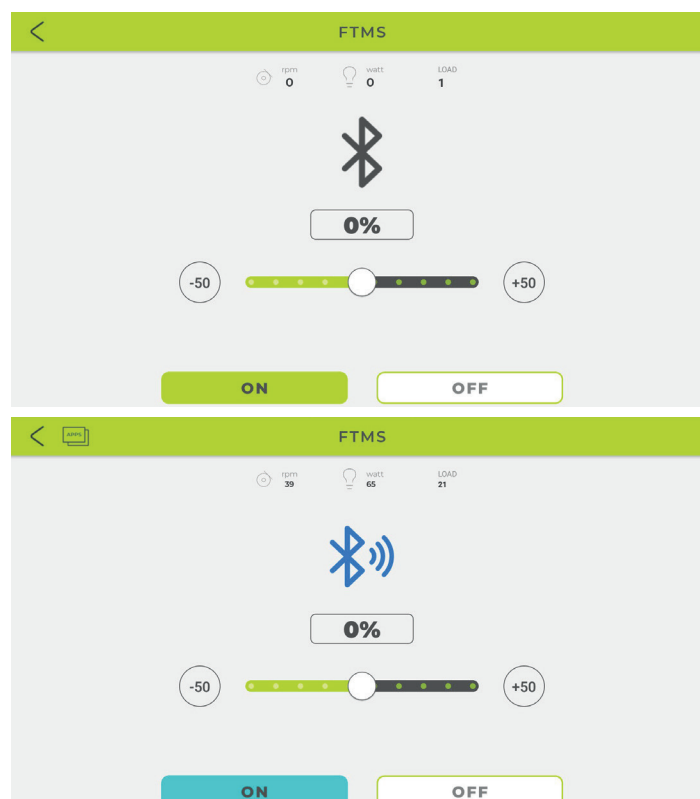 FTMS
rpm watt LOAD
0 0 1
0%
-50 +50
ON OFF
APPS FTMS
rpm watt LOAD
39 65 21
0%
-50 +50
ON OFF